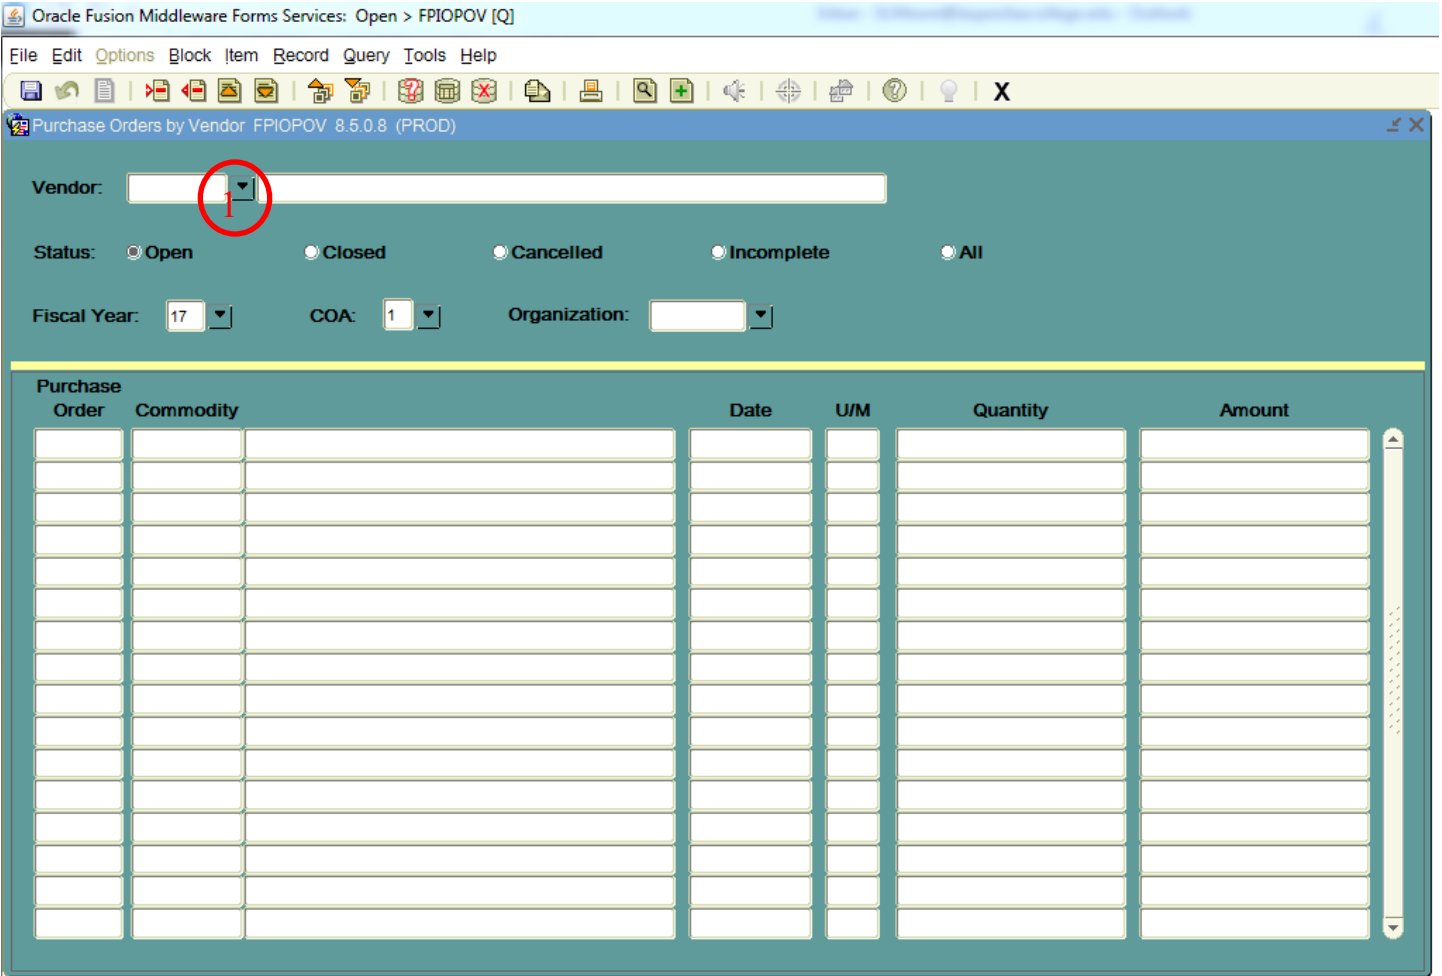 Oracle Fusion Middleware Forms Services: Open > FPIOPOV [Q]
File Edit Options Block Item Record Query Tools Help
X
Purchase Orders by Vendor FPIOPOV 8.5.0.8 (PROD)
Vendor:
1
Status: Open Closed Cancelled Incomplete All
Fiscal Year: 17 COA: 1 Organization:
Purchase
Order Commodity Date U/M Quantity Amount